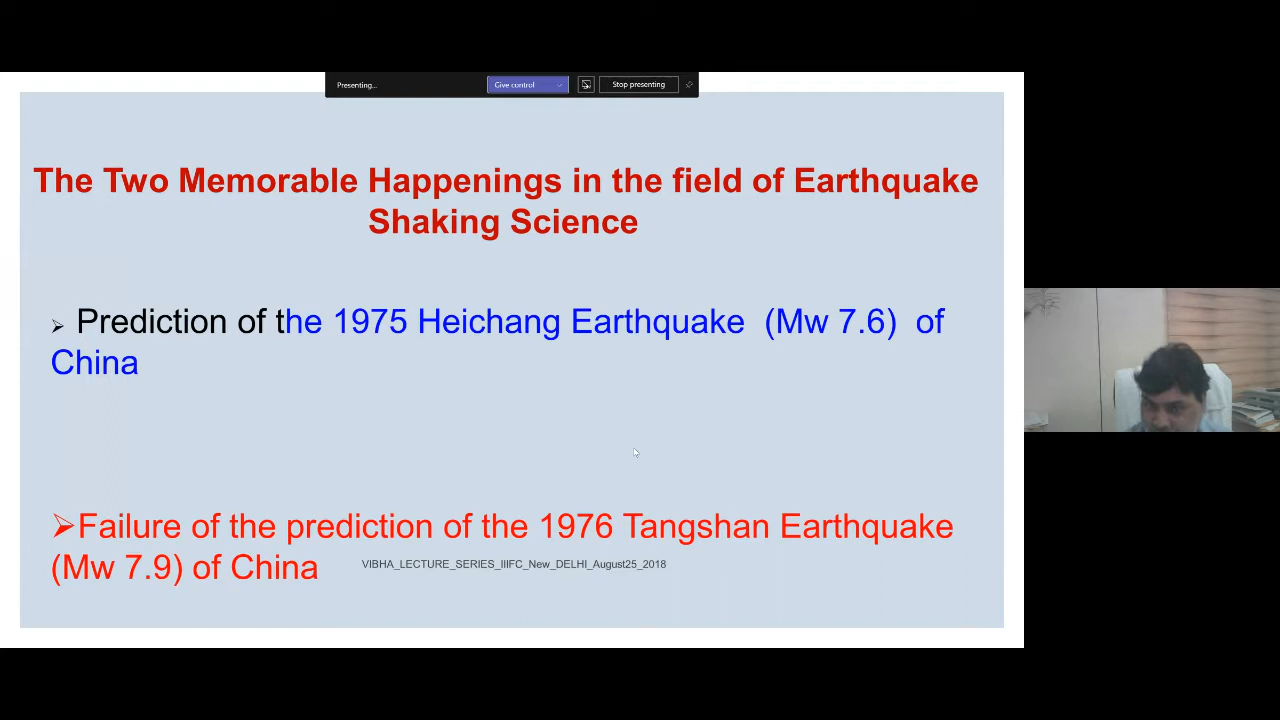 Presenting...
Give control
Stop presenting
The Two Memorable Happenings in the field of Earthquake
Shaking Science
➢ Prediction of the 1975 Heichang Earthquake (Mw 7.6) of
China
➢Failure of the prediction of the 1976 Tangshan Earthquake
(Mw 7.9) of China
VIBHA_LECTURE_SERIES_IIIFC_New_DELHI_August25_2018